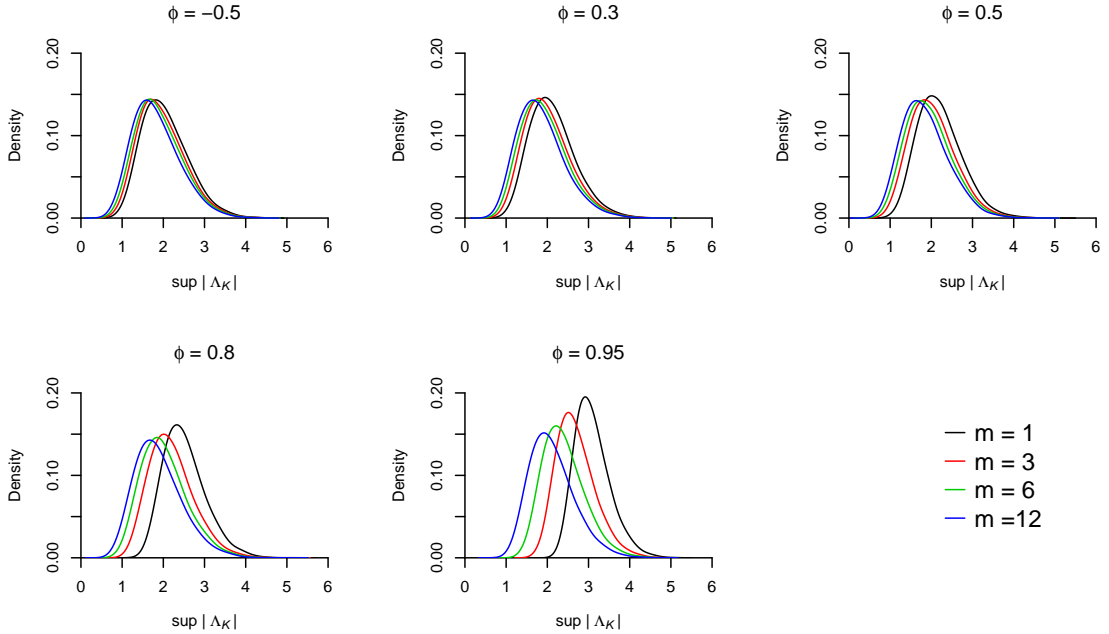 ϕ = −0.5
ϕ = 0.3
ϕ = 0.5
0.20
0.10
0.00
Density
0 1 2 3 4 5 6
sup | Λ_K |
0.20
0.10
0.00
Density
0 1 2 3 4 5 6
sup | Λ_K |
0.20
0.10
0.00
Density
0 1 2 3 4 5 6
sup | Λ_K |
ϕ = 0.8
ϕ = 0.95
0.20
0.10
0.00
Density
0 1 2 3 4 5 6
sup | Λ_K |
0.20
0.10
0.00
Density
0 1 2 3 4 5 6
sup | Λ_K |
m = 1
m = 3
m = 6
m =12